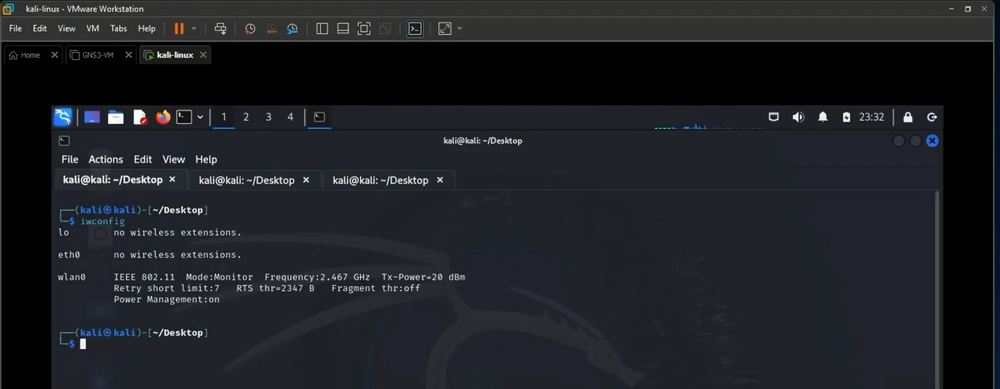 kali-linux - VMware Workstation
File Edit View VM Tabs Help
Home GNS3-VM kali-linux
1 2 3 4 23:32
kali@kali: ~/Desktop
File Actions Edit View Help
kali@kali: ~/Desktop kali@kali: ~/Desktop kali@kali: ~/Desktop
┌──(kali㉿kali)-[~/Desktop]
└─$ iwconfig
lo        no wireless extensions.
eth0      no wireless extensions.
wlan0     IEEE 802.11  Mode:Monitor  Frequency:2.467 GHz  Tx-Power=20 dBm
          Retry short limit:7   RTS thr=2347 B   Fragment thr:off
          Power Management:on
┌──(kali㉿kali)-[~/Desktop]
└─$